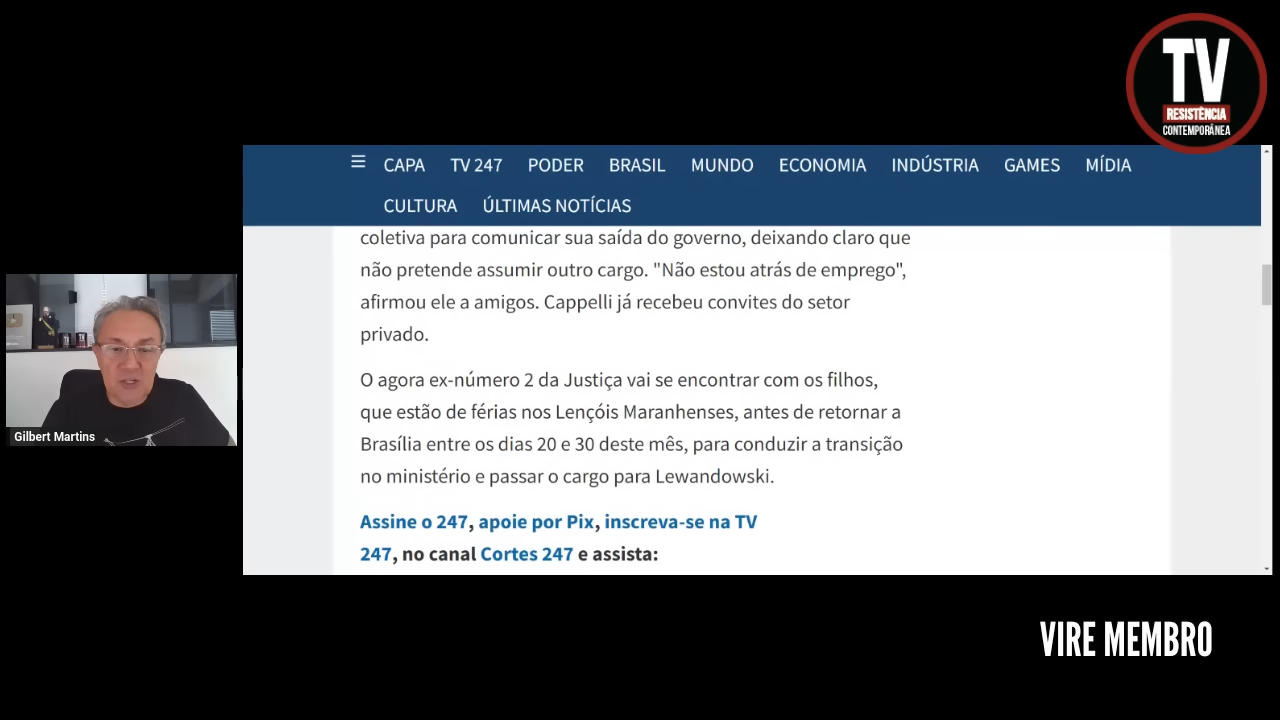 TV
RESISTÊNCIA
CONTEMPORÂNEA
☰ CAPA TV 247 PODER BRASIL MUNDO ECONOMIA INDÚSTRIA GAMES MÍDIA
CULTURA ÚLTIMAS NOTÍCIAS
coletiva para comunicar sua saída do governo, deixando claro que
não pretende assumir outro cargo. "Não estou atrás de emprego",
afirmou ele a amigos. Cappelli já recebeu convites do setor
privado.
O agora ex-número 2 da Justiça vai se encontrar com os filhos,
que estão de férias nos Lençóis Maranhenses, antes de retornar a
Brasília entre os dias 20 e 30 deste mês, para conduzir a transição
no ministério e passar o cargo para Lewandowski.
Assine o 247, apoie por Pix, inscreva-se na TV
247, no canal Cortes 247 e assista:
Gilbert Martins
VIRE MEMBRO